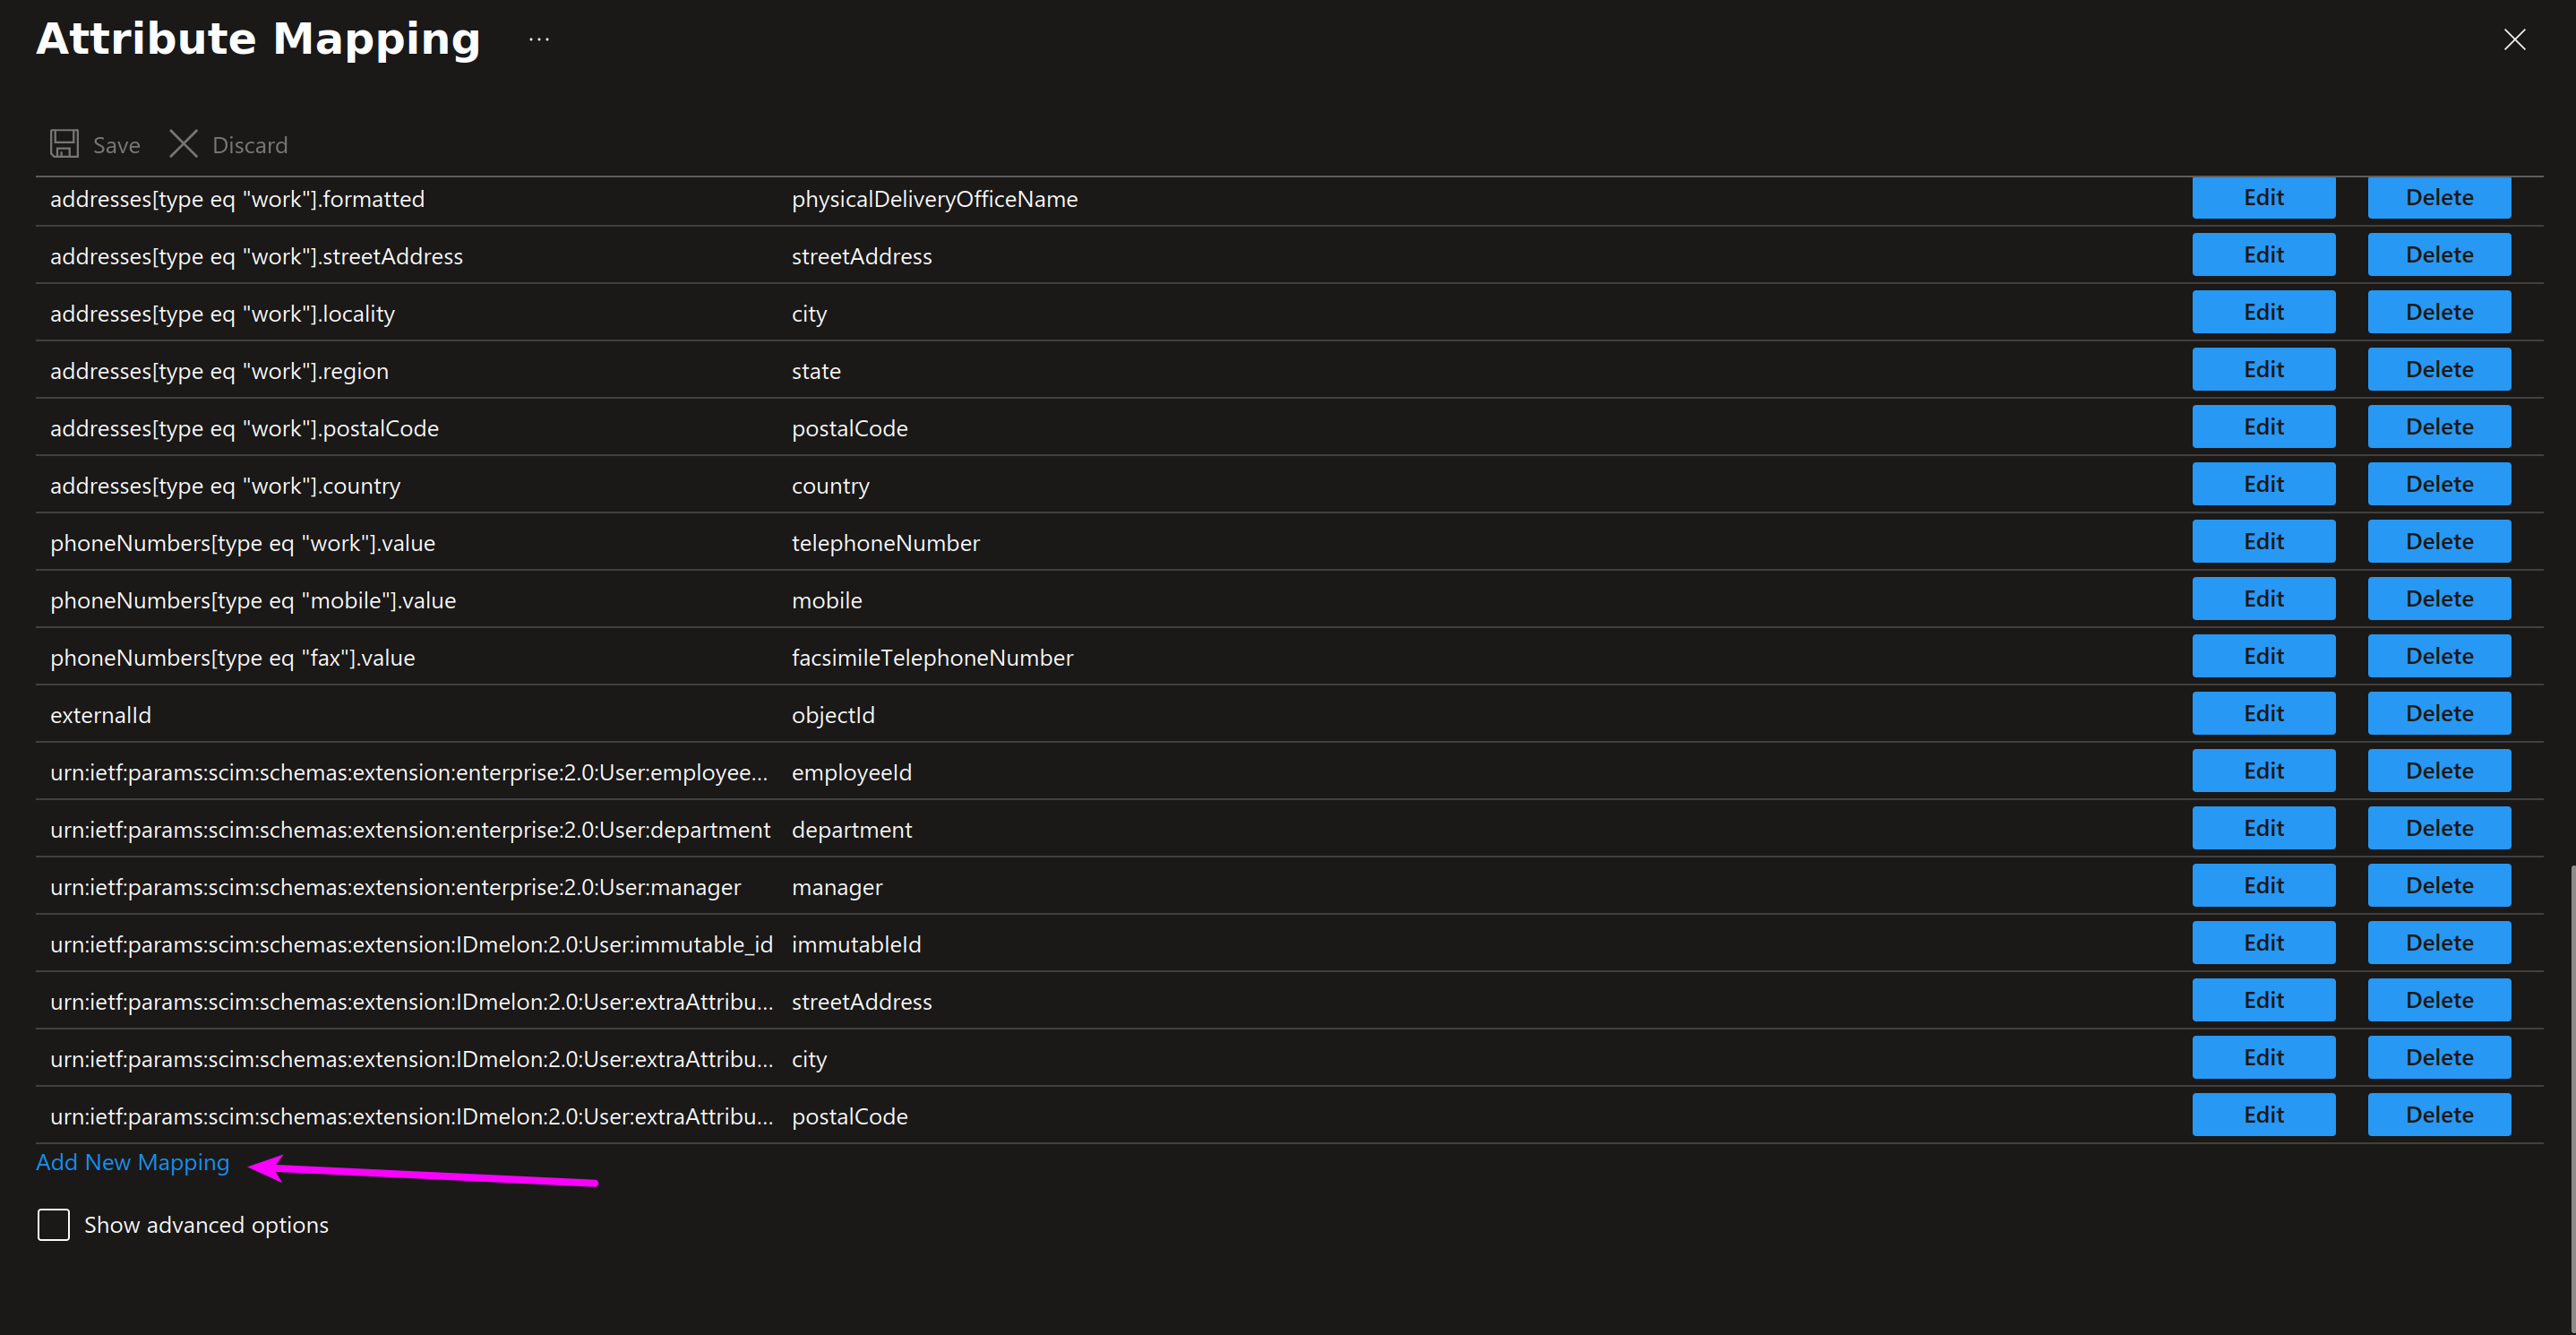 Attribute Mapping ...
Save Discard
addresses[type eq "work"].formatted physicalDeliveryOfficeName Edit Delete
addresses[type eq "work"].streetAddress streetAddress Edit Delete
addresses[type eq "work"].locality city Edit Delete
addresses[type eq "work"].region state Edit Delete
addresses[type eq "work"].postalCode postalCode Edit Delete
addresses[type eq "work"].country country Edit Delete
phoneNumbers[type eq "work"].value telephoneNumber Edit Delete
phoneNumbers[type eq "mobile"].value mobile Edit Delete
phoneNumbers[type eq "fax"].value facsimileTelephoneNumber Edit Delete
externalId objectId Edit Delete
urn:ietf:params:scim:schemas:extension:enterprise:2.0:User:employee... employeeId Edit Delete
urn:ietf:params:scim:schemas:extension:enterprise:2.0:User:department department Edit Delete
urn:ietf:params:scim:schemas:extension:enterprise:2.0:User:manager manager Edit Delete
urn:ietf:params:scim:schemas:extension:IDmelon:2.0:User:immutable_id immutableId Edit Delete
urn:ietf:params:scim:schemas:extension:IDmelon:2.0:User:extraAttribu... streetAddress Edit Delete
urn:ietf:params:scim:schemas:extension:IDmelon:2.0:User:extraAttribu... city Edit Delete
urn:ietf:params:scim:schemas:extension:IDmelon:2.0:User:extraAttribu... postalCode Edit Delete
Add New Mapping
Show advanced options